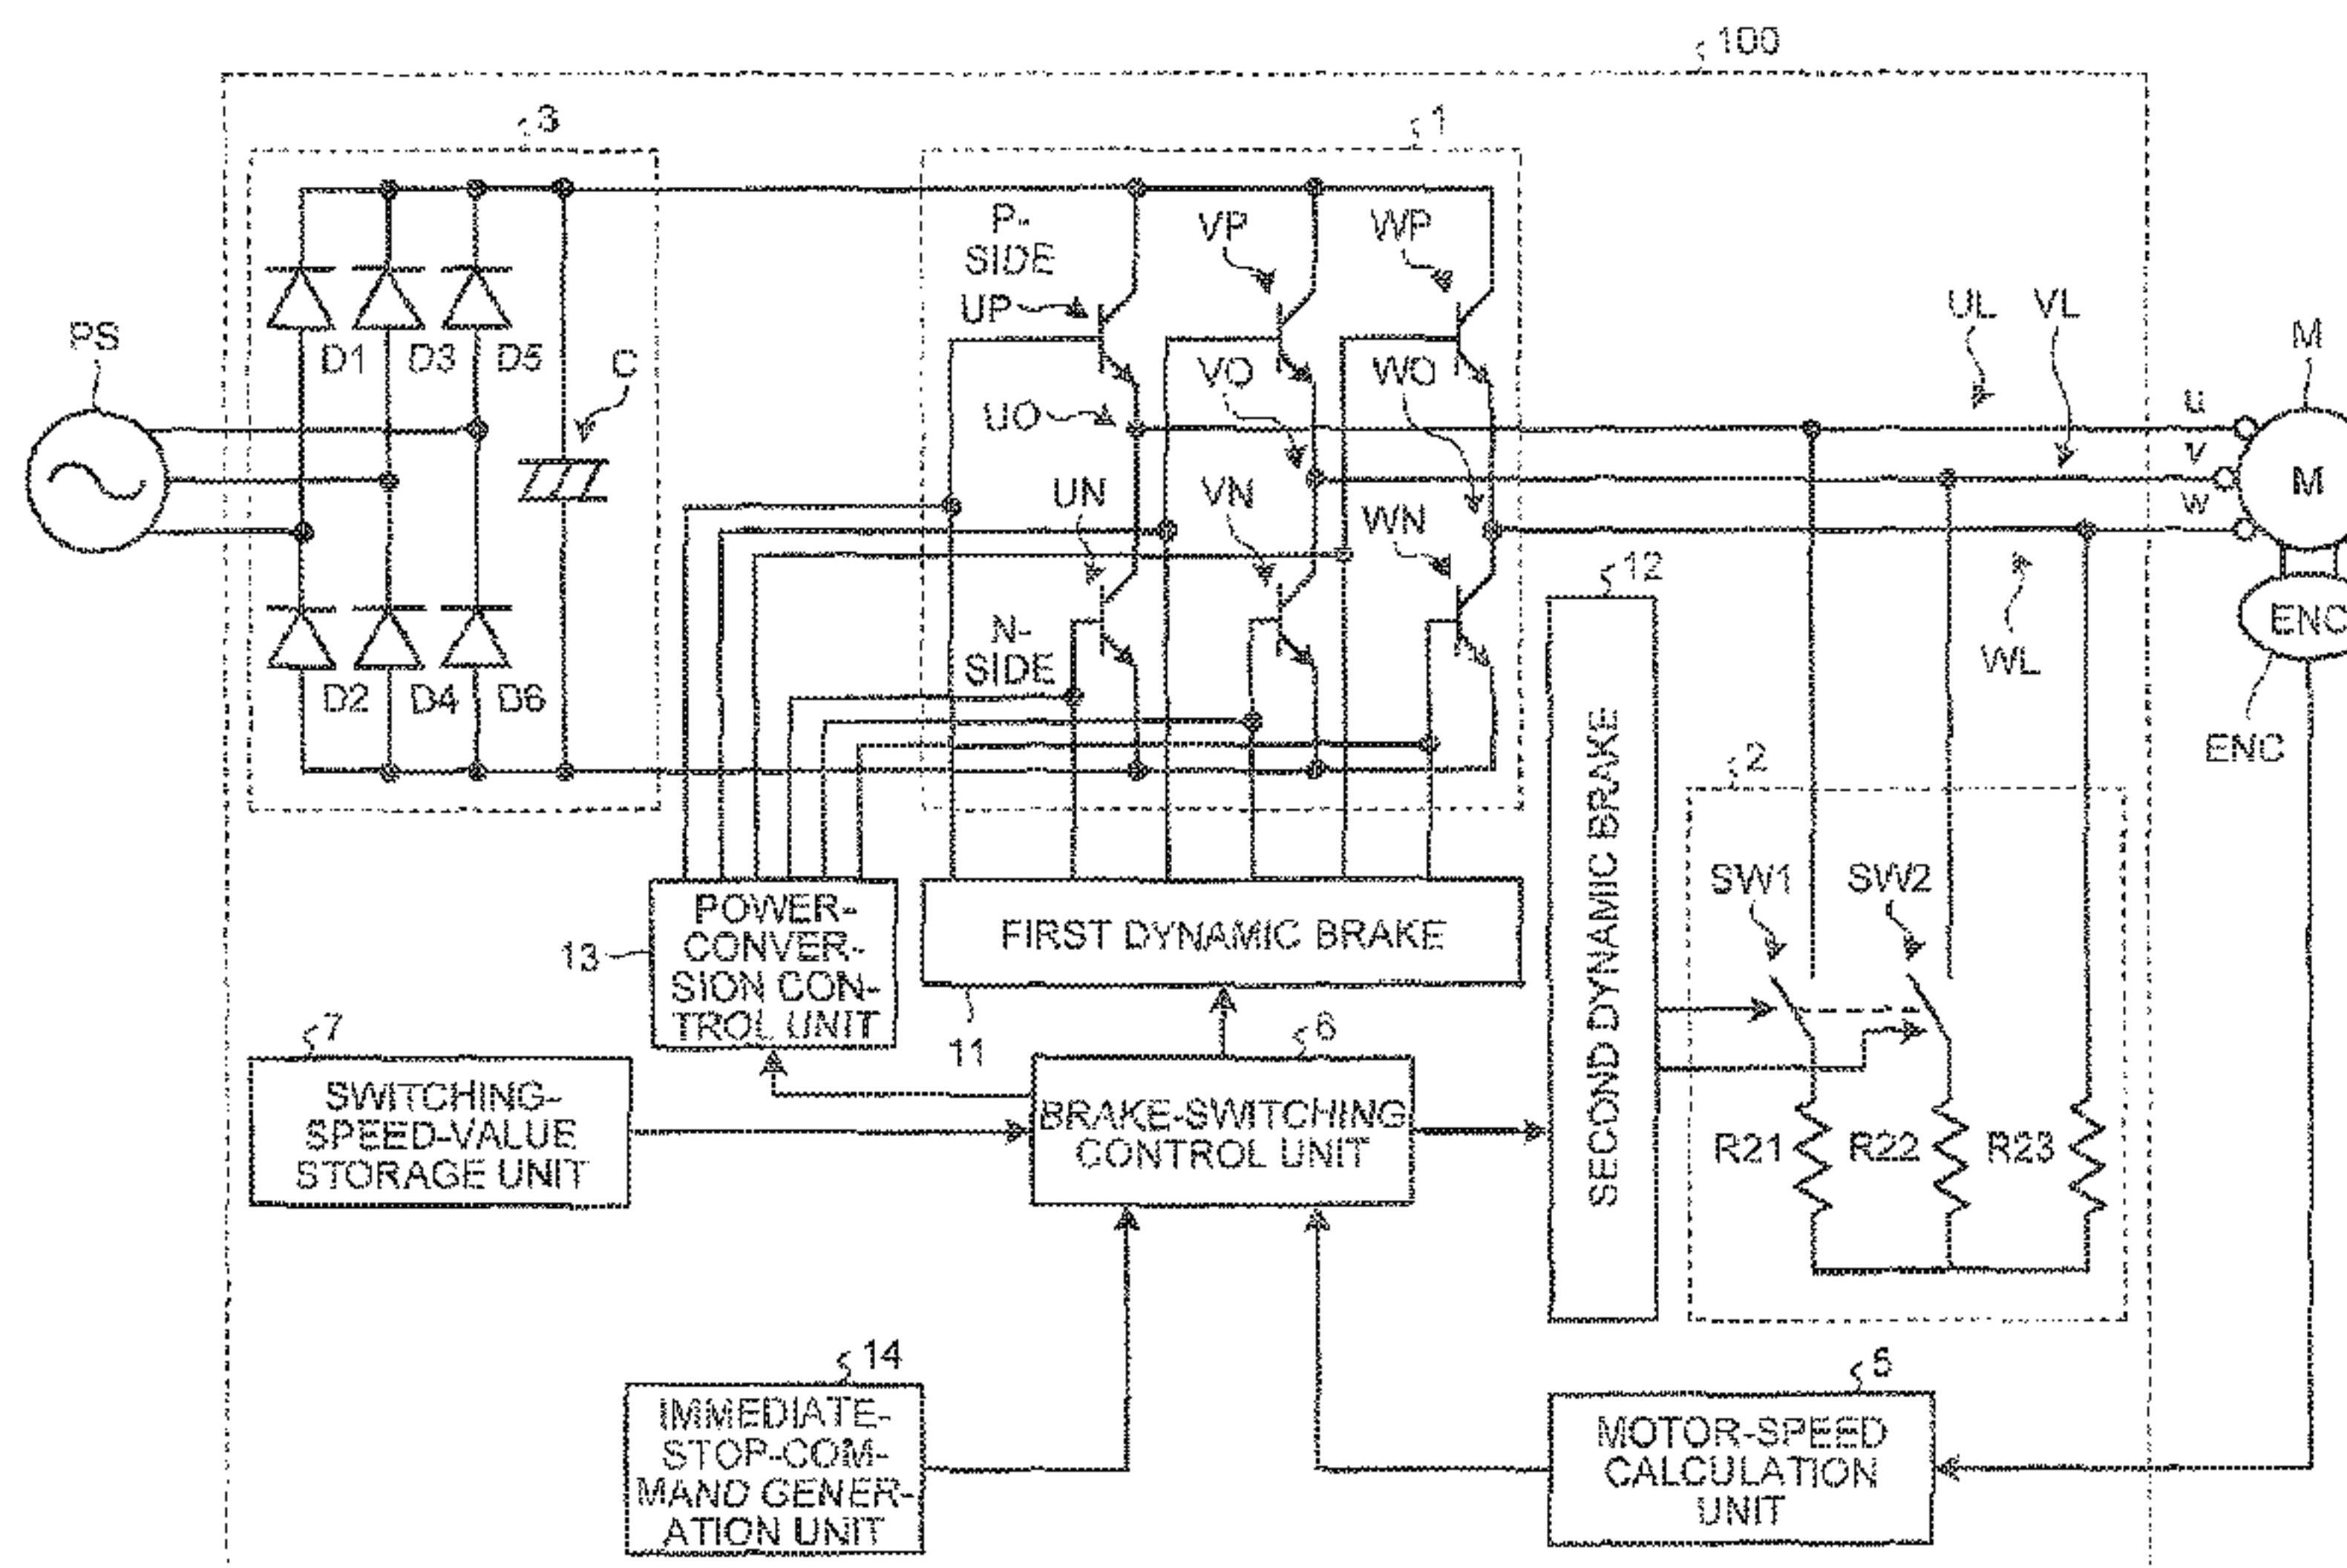 100
3
1
P-
SIDE
VP
WP
UP
UL
VL
M
PS
D1
D3
D5
C
VO
WO
UO
u
v
w
M
UN
VN
WN
12
ENC
WL
ENC
N-
SIDE
D2
D4
D6
2
SECOND DYNAMIC BRAKE
SW1
SW2
POWER-
CONVER-
SION CON-
TROL UNIT
13
FIRST DYNAMIC BRAKE
11
7
6
SWITCHING-
SPEED-VALUE
STORAGE UNIT
BRAKE-SWITCHING
CONTROL UNIT
R21
R22
R23
14
IMMEDIATE-
STOP-COM-
MAND GENER-
ATION UNIT
5
MOTOR-SPEED
CALCULATION
UNIT